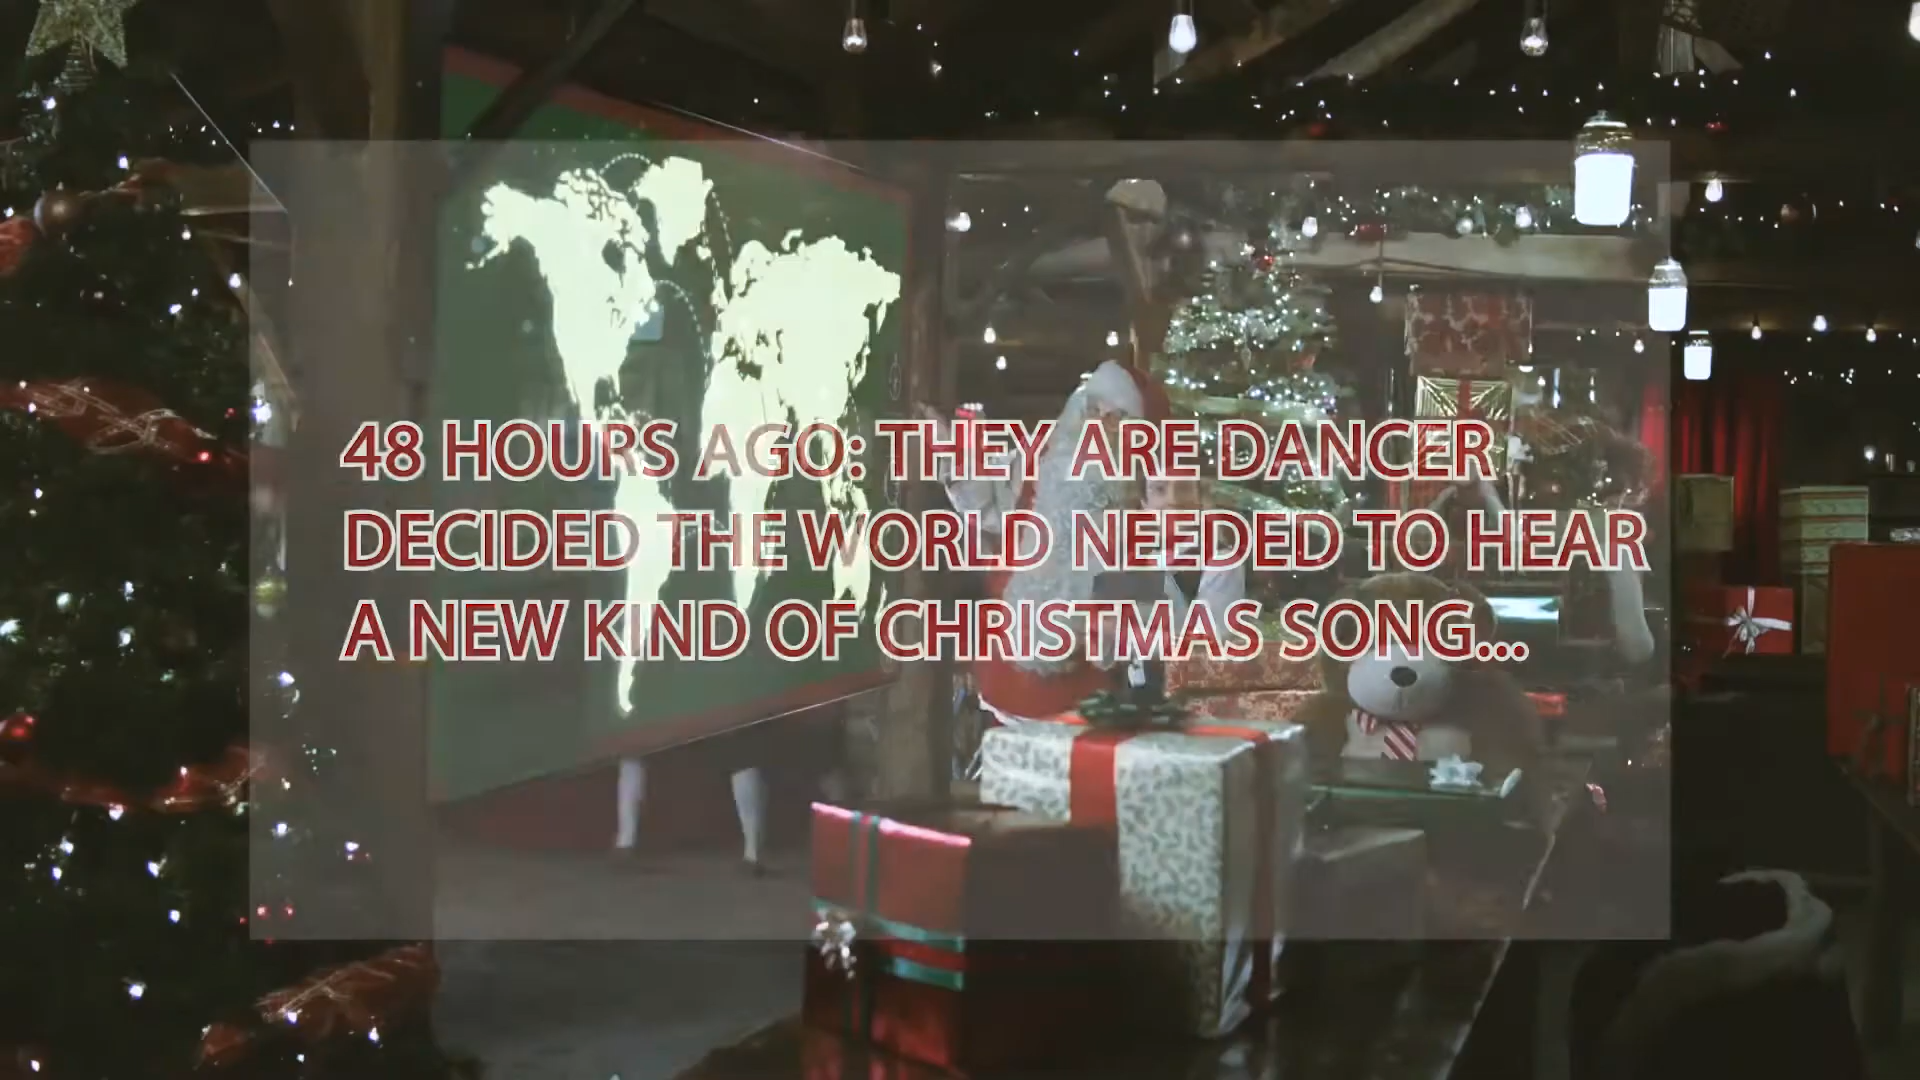 48 HOURS AGO: THEY ARE DANCER
DECIDED THE WORLD NEEDED TO HEAR
A NEW KIND OF CHRISTMAS SONG...